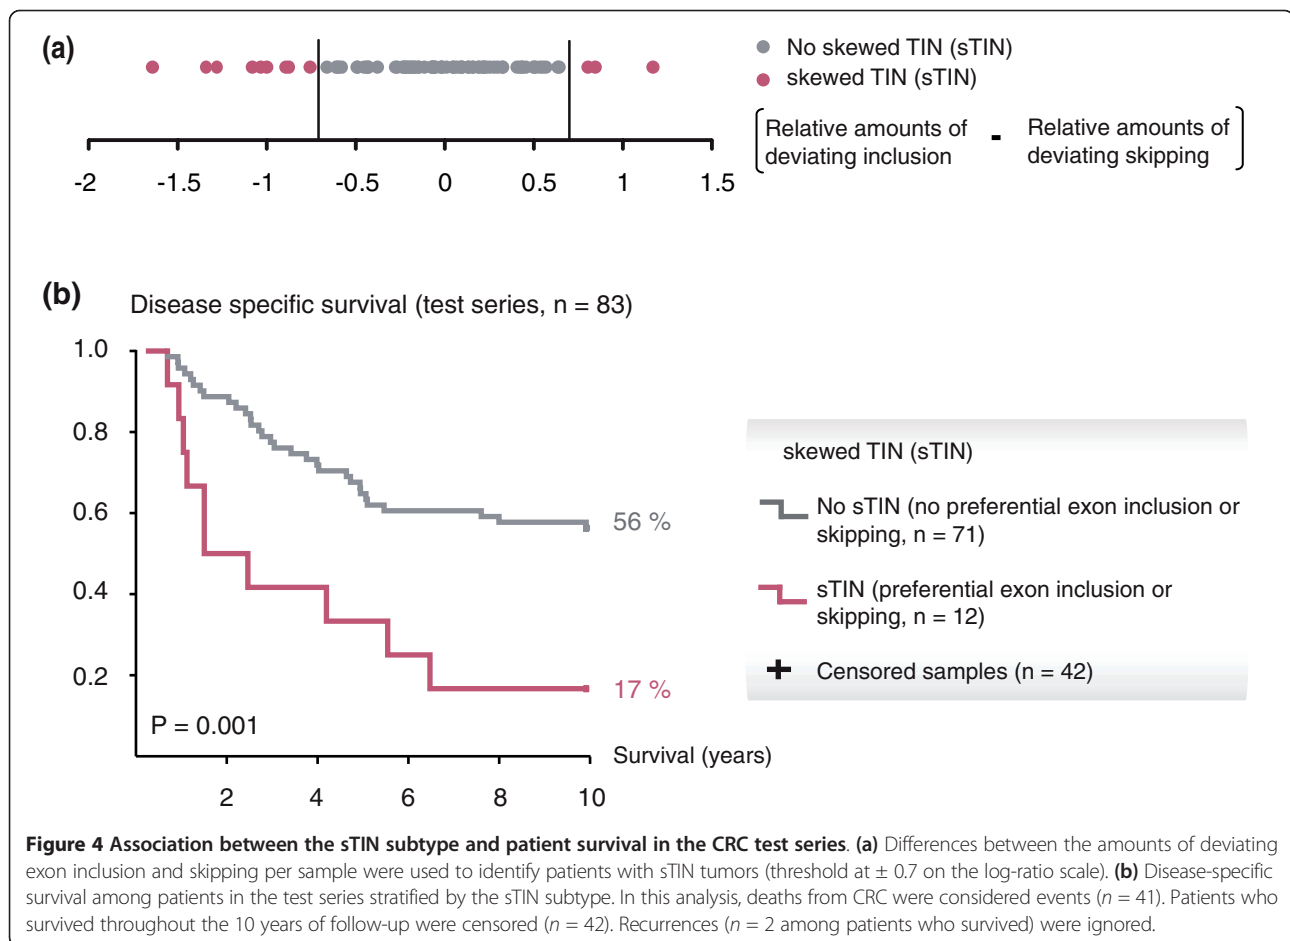 (a)
No skewed TIN (sTIN)
skewed TIN (sTIN)
Relative amounts of deviating inclusion - Relative amounts of deviating skipping
-2 -1.5 -1 -0.5 0 0.5 1 1.5
(b)
Disease specific survival (test series, n = 83)
1.0
0.8
0.6
0.4
0.2
56 %
17 %
P = 0.001
Survival (years)
2 4 6 8 10
skewed TIN (sTIN)
No sTIN (no preferential exon inclusion or
skipping, n = 71)
sTIN (preferential exon inclusion or
skipping, n = 12)
+ Censored samples (n = 42)
Figure 4 Association between the sTIN subtype and patient survival in the CRC test series. (a) Differences between the amounts of deviating
exon inclusion and skipping per sample were used to identify patients with sTIN tumors (threshold at ± 0.7 on the log-ratio scale). (b) Disease-specific
survival among patients in the test series stratified by the sTIN subtype. In this analysis, deaths from CRC were considered events (n = 41). Patients who
survived throughout the 10 years of follow-up were censored (n = 42). Recurrences (n = 2 among patients who survived) were ignored.